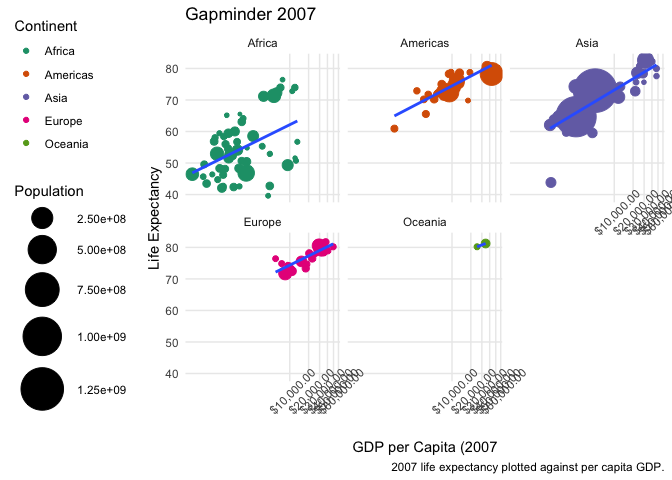 Gapminder 2007
Continent
Africa
Americas
Asia
Europe
Oceania
Population
2.50e+08
5.00e+08
7.50e+08
1.00e+09
1.25e+09
Life Expectancy
Africa
Americas
Asia
80
70
60
50
40
$10,000.00
$20,000.00
Europe
Oceania
80
70
60
50
40
$10,000.00
$20,000.00
$10,000.00
$20,000.00
GDP per Capita (2007
2007 life expectancy plotted against per capita GDP.